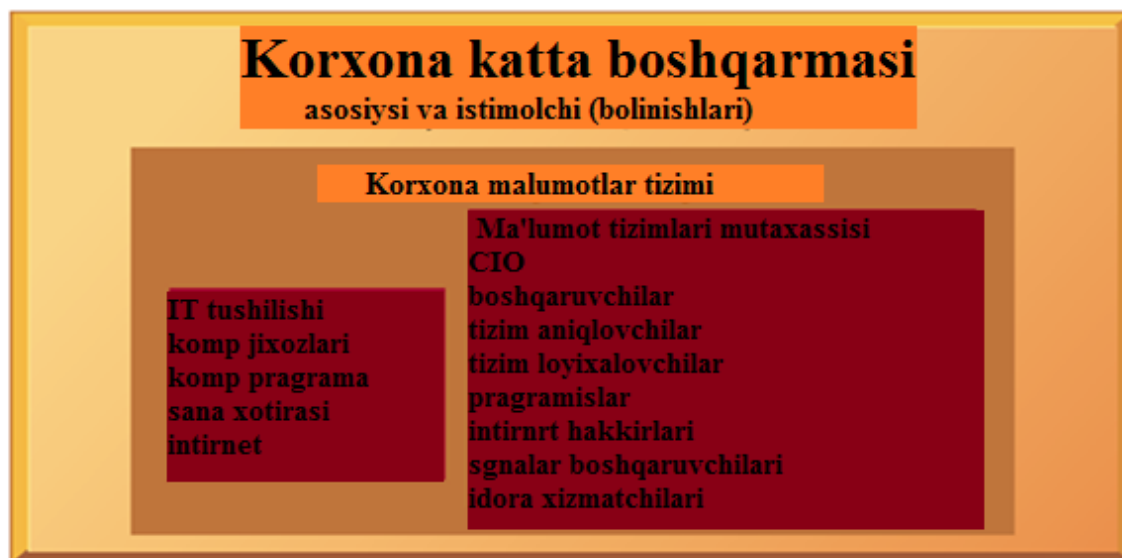 Korxona katta boshqarmasi
asosiysi va istimolchi (bolinishlari)
Korxona malumotlar tizimi
IT tushilishi
komp jixozlari
komp pragrama
sana xotirasi
intirnet
Ma'lumot tizimlari mutaxassisi
CIO
boshqaruvchilar
tizim aniqlovchilar
tizim loyixalovchilar
pragramislar
intirnrt hakkirlari
sgnalar boshqaruvchilari
idora xizmatchilari